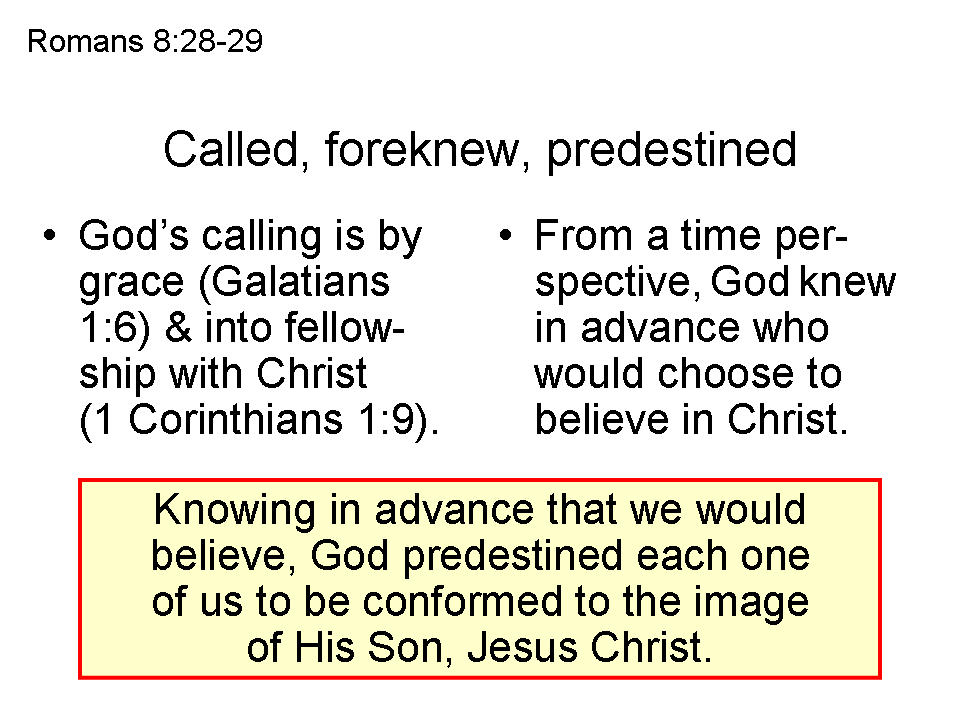 Romans 8:28-29
Called, foreknew, predestined
• God’s calling is by
grace (Galatians
1:6) & into fellow-
ship with Christ
(1 Corinthians 1:9).
• From a time per-
spective, God knew
in advance who
would choose to
believe in Christ.
Knowing in advance that we would
believe, God predestined each one
of us to be conformed to the image
of His Son, Jesus Christ.